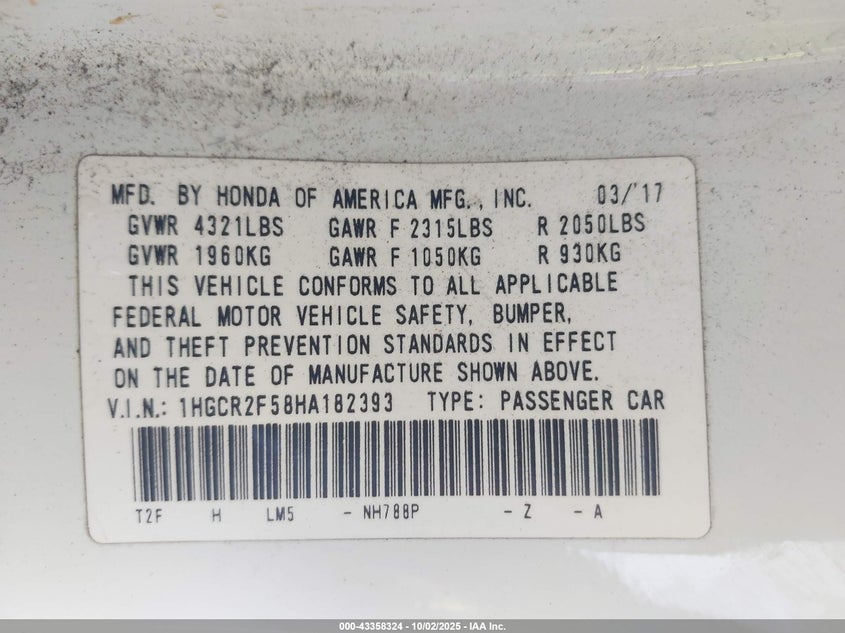 MFD. BY HONDA OF AMERICA MFG., INC. 03/'17
GVWR 4321LBS GAWR F 2315LBS R 2050LBS
GVWR 1960KG GAWR F 1050KG R 930KG
THIS VEHICLE CONFORMS TO ALL APPLICABLE
FEDERAL MOTOR VEHICLE SAFETY, BUMPER,
AND THEFT PREVENTION STANDARDS IN EFFECT
ON THE DATE OF MANUFACTURE SHOWN ABOVE.
V.I.N.: 1HGCR2F58HA182393 TYPE: PASSENGER CAR
T2F H LM5 - NH788P - Z - A
000-43358324 - 10/02/2025 - IAA Inc.